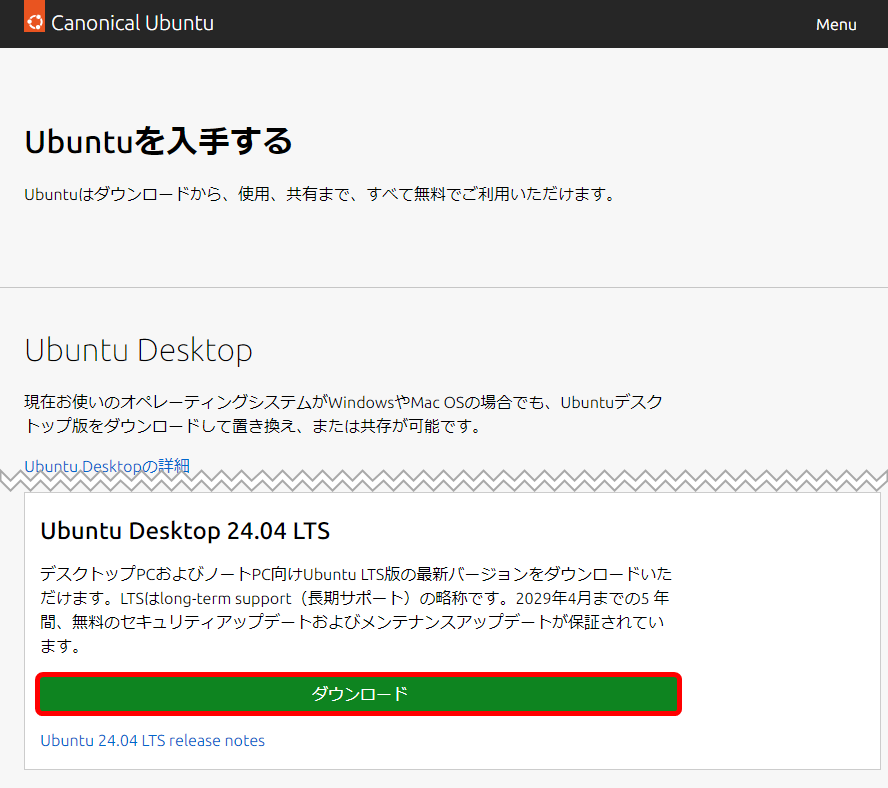 Canonical Ubuntu
Menu
Ubuntuを入手する
Ubuntuはダウンロードから、使用、共有まで、すべて無料でご利用いただけます。
Ubuntu Desktop
現在お使いのオペレーティングシステムがWindowsやMac OSの場合でも、Ubuntuデスク
トップ版をダウンロードして置き換え、または共存が可能です。
Ubuntu Desktopの詳細
Ubuntu Desktop 24.04 LTS
デスクトップPCおよびノートPC向けUbuntu LTS版の最新バージョンをダウンロードいた
だけます。LTSはlong-term support（長期サポート）の略称です。2029年4月までの5 年
間、無料のセキュリティアップデートおよびメンテナンスアップデートが保証されてい
ます。
ダウンロード
Ubuntu 24.04 LTS release notes